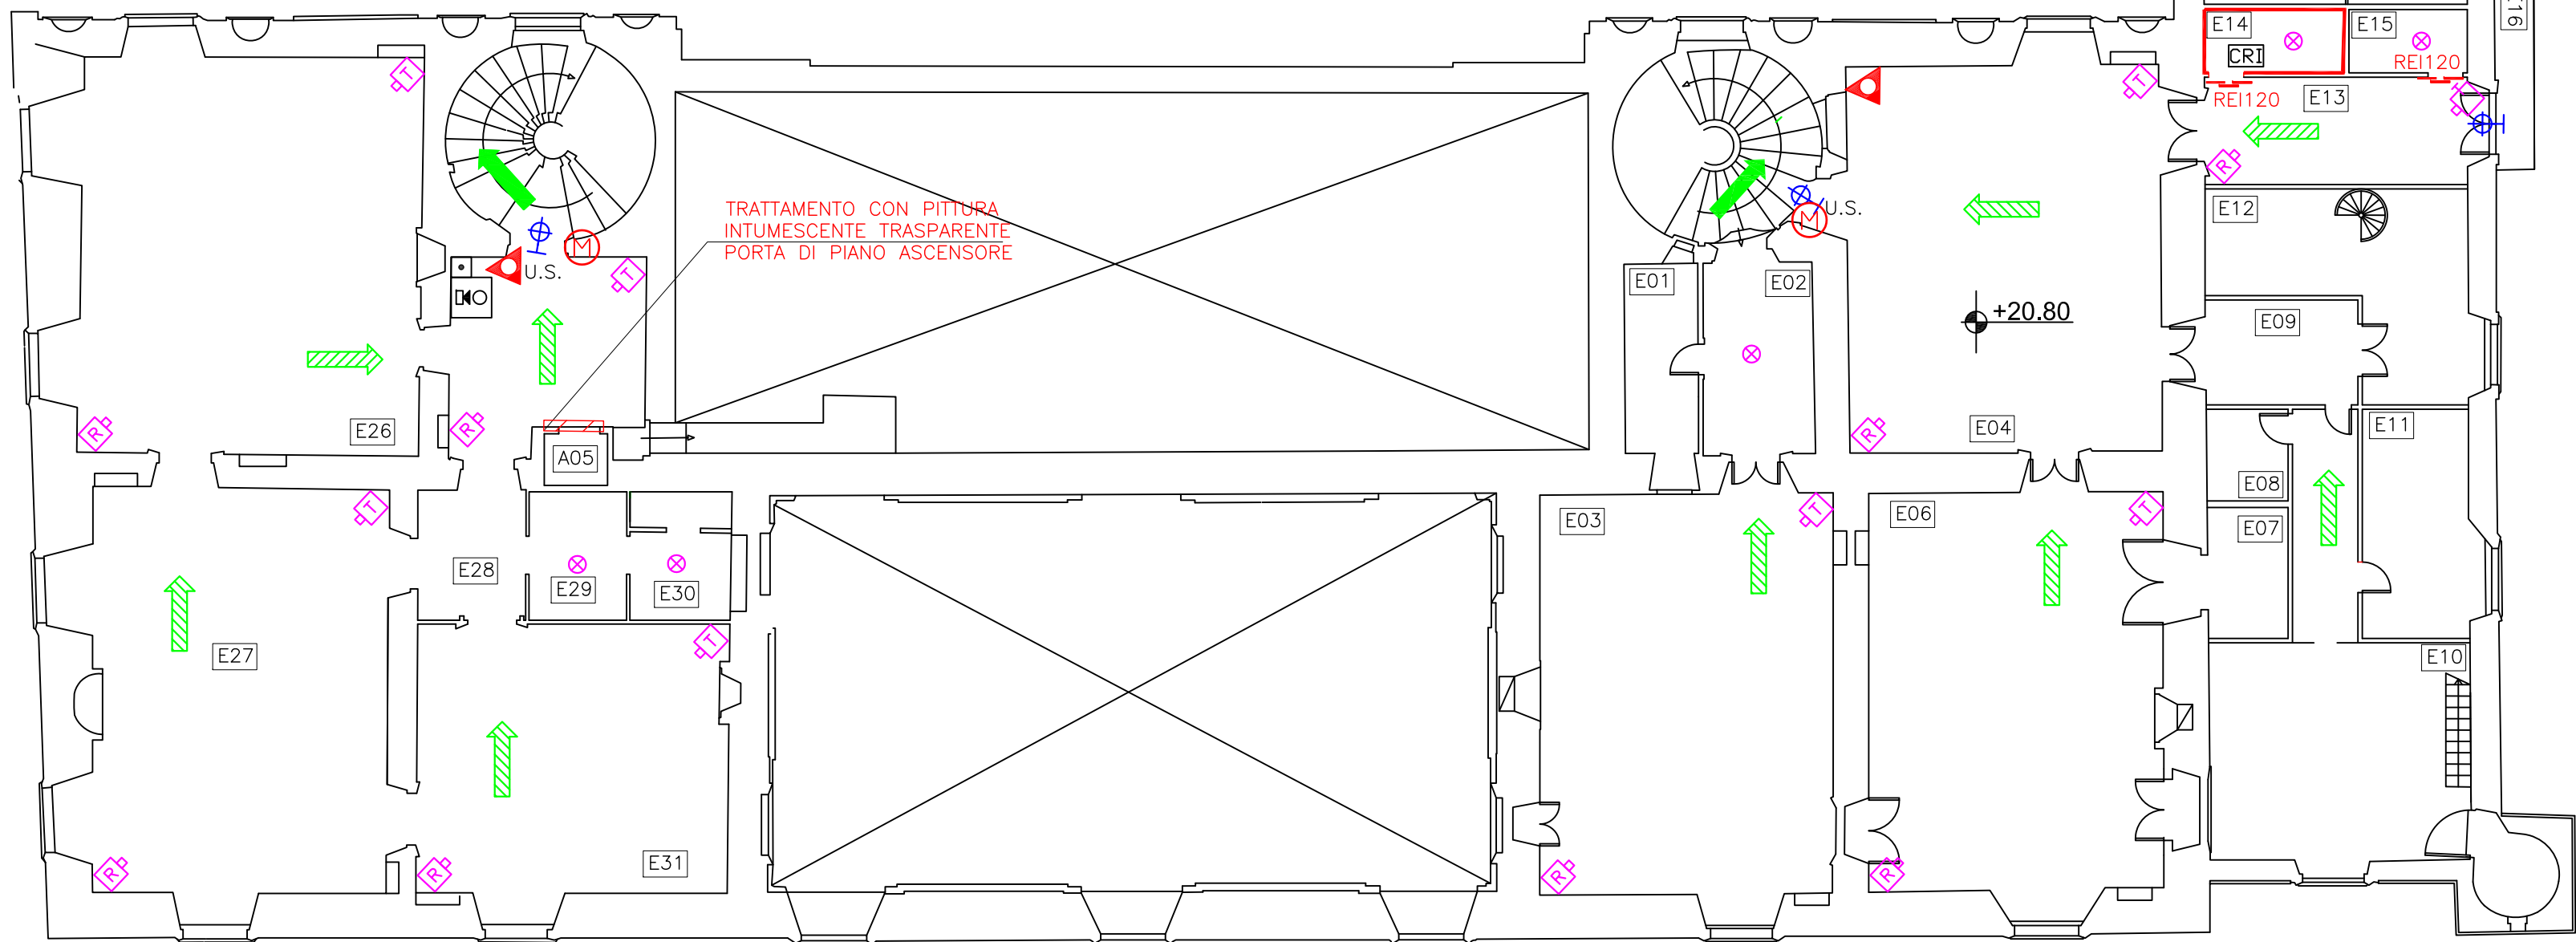 E14
E15
E16
CRI
REI120
T
REI120
E13
T
T
T
R
TRATTAMENTO CON PITTURA
INTUMESCENTE TRASPARENTE
PORTA DI PIANO ASCENSORE
E12
U.S.
M
M
U.S.
T
E01
E02
+20.80
E09
E26
R
R
R
E04
E11
A05
E08
T
E03
T
E06
T
E07
E28
E29
E30
E27
T
E10
E31
R
R
R
R